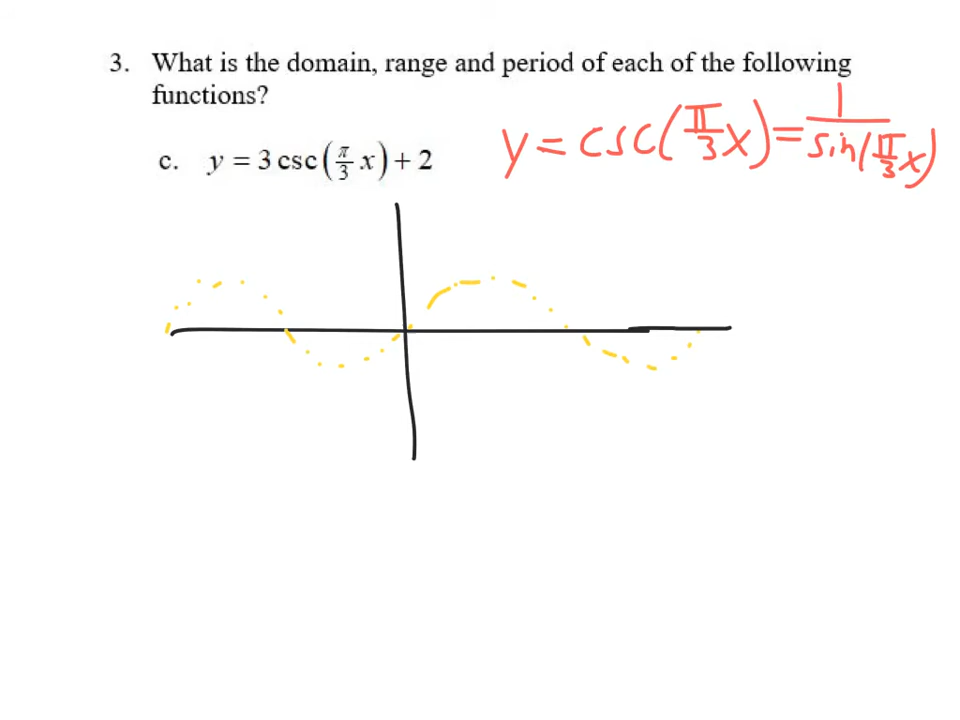 3. What is the domain, range and period of each of the following
functions?
y = csc(π/3 x) = 1/sin(π/3 x)
c. y = 3 csc(π/3 x) + 2